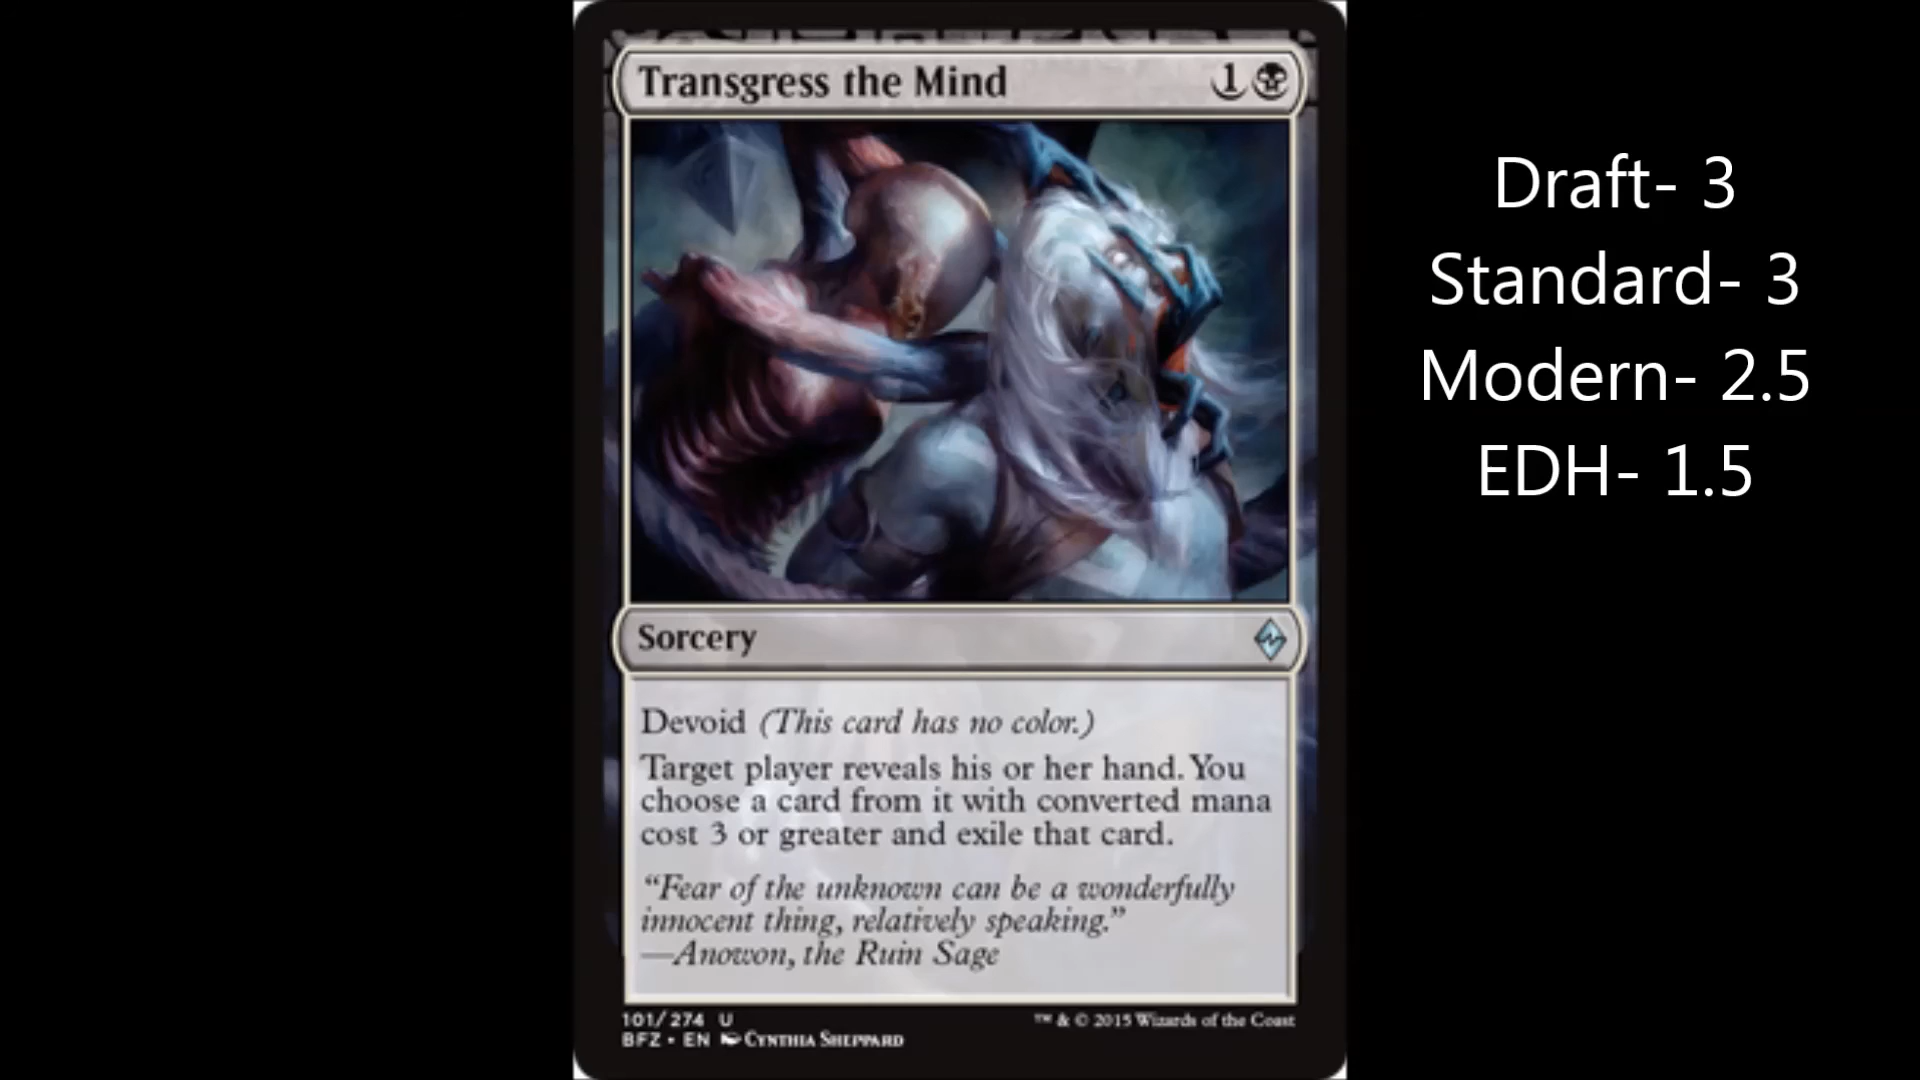 Transgress the Mind 1
Draft- 3
Standard- 3
Modern- 2.5
EDH- 1.5
Sorcery
Devoid (This card has no color.)
Target player reveals his or her hand. You
choose a card from it with converted mana
cost 3 or greater and exile that card.
“Fear of the unknown can be a wonderfully
innocent thing, relatively speaking.”
—Anowon, the Ruin Sage
101/274 U
BFZ • EN Cynthia Sheppard
™ & © 2015 Wizards of the Coast